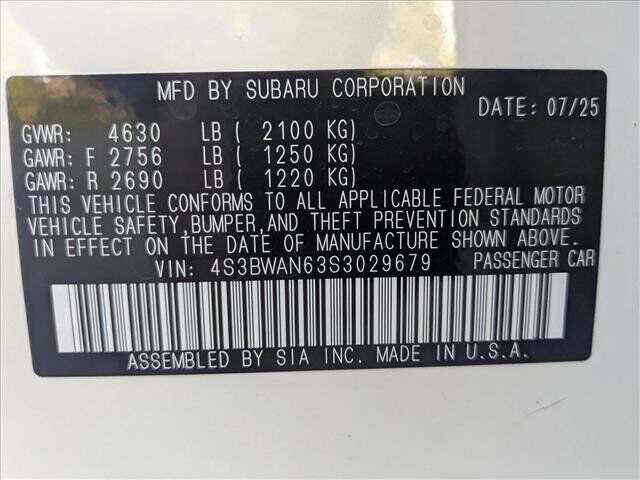 MFD BY SUBARU CORPORATION
DATE: 07/25
GVWR: 4630 LB ( 2100 KG)
GAWR: F 2756 LB ( 1250 KG)
GAWR: R 2690 LB ( 1220 KG)
THIS VEHICLE CONFORMS TO ALL APPLICABLE FEDERAL MOTOR
VEHICLE SAFETY,BUMPER,AND THEFT PREVENTION STANDARDS
IN EFFECT ON THE DATE OF MANUFACTURE SHOWN ABOVE.
VIN: 4S3BWAN63S3029679 PASSENGER CAR
ASSEMBLED BY SIA INC. MADE IN U.S.A.